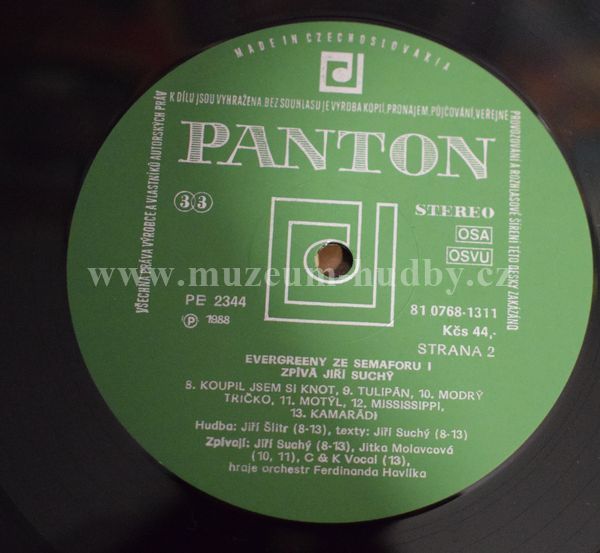 MADE IN CZECHOSLOVAKIA
VŠECHNA PRÁVA VÝROBCE A VLASTNÍKŮ AUTORSKÝCH PRÁV
K DÍLU JSOU VYHRAŽENA. BEZ SOUHLASU JE VÝROBA KOPIÍ, PRONÁJEM, PŮJČOVÁNÍ, VEŘEJNÉ
PROVOZOVÁNÍ A ROZHLASOVÉ ŠÍŘENÍ TÉTO DESKY ZAKÁZÁNO
PANTON
33
STEREO
OSA
OSVU
www.muzeum-hudby.cz
PE 2344
℗ 1988
81 0768-1311
Kčs 44,-
STRANA 2
EVERGREENY ZE SEMAFORU I
ZPÍVÁ JIŘÍ SUCHÝ
8. KOUPIL JSEM SI KNOT, 9. TULIPÁN, 10. MODRÝ
TRIČKO, 11. MOTÝL, 12. MISSISSIPPI,
13. KAMARÁDI
Hudba: Jiří Šlitr (8-13), texty: Jiří Suchý (8-13)
Zpívají: Jiří Suchý (8-13), Jitka Molavcová
(10, 11), C & K Vocal (13),
hraje orchestr Ferdinanda Havlíka